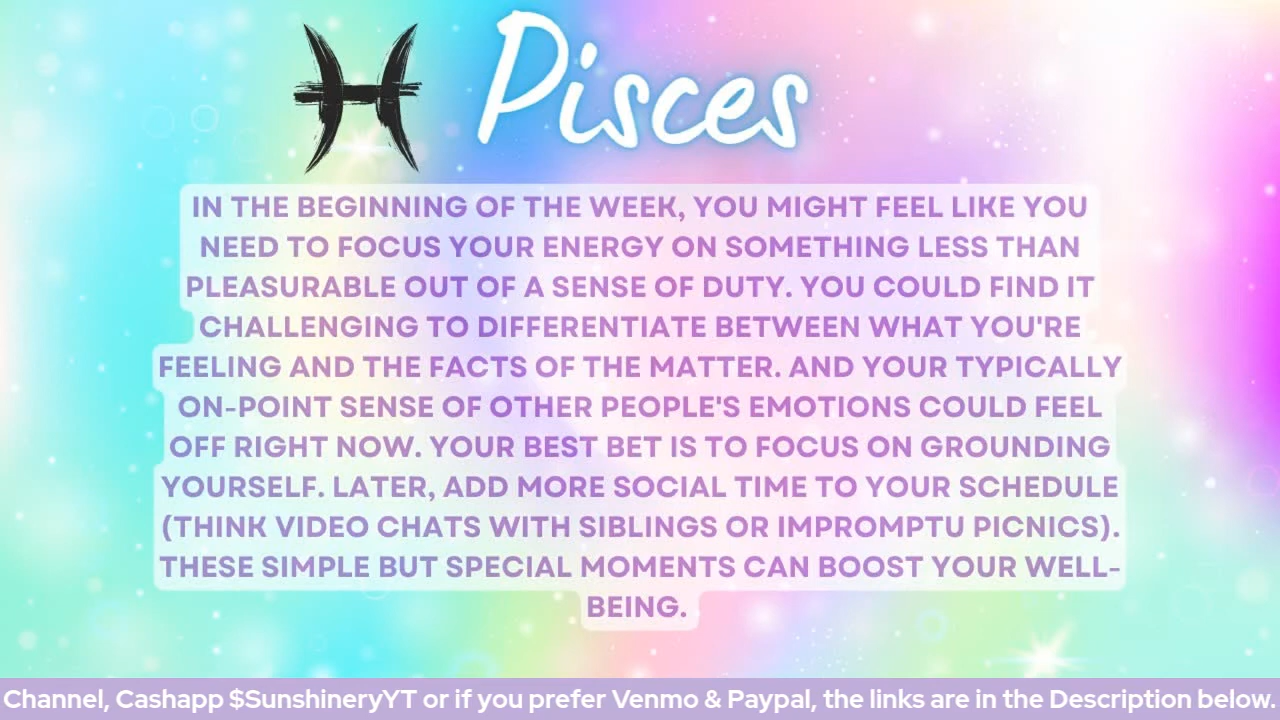 Pisces
IN THE BEGINNING OF THE WEEK, YOU MIGHT FEEL LIKE YOU
NEED TO FOCUS YOUR ENERGY ON SOMETHING LESS THAN
PLEASURABLE OUT OF A SENSE OF DUTY. YOU COULD FIND IT
CHALLENGING TO DIFFERENTIATE BETWEEN WHAT YOU'RE
FEELING AND THE FACTS OF THE MATTER. AND YOUR TYPICALLY
ON-POINT SENSE OF OTHER PEOPLE'S EMOTIONS COULD FEEL
OFF RIGHT NOW. YOUR BEST BET IS TO FOCUS ON GROUNDING
YOURSELF. LATER, ADD MORE SOCIAL TIME TO YOUR SCHEDULE
(THINK VIDEO CHATS WITH SIBLINGS OR IMPROMPTU PICNICS).
THESE SIMPLE BUT SPECIAL MOMENTS CAN BOOST YOUR WELL-
BEING.
Channel, Cashapp $SunshineryYT or if you prefer Venmo & Paypal, the links are in the Description below.